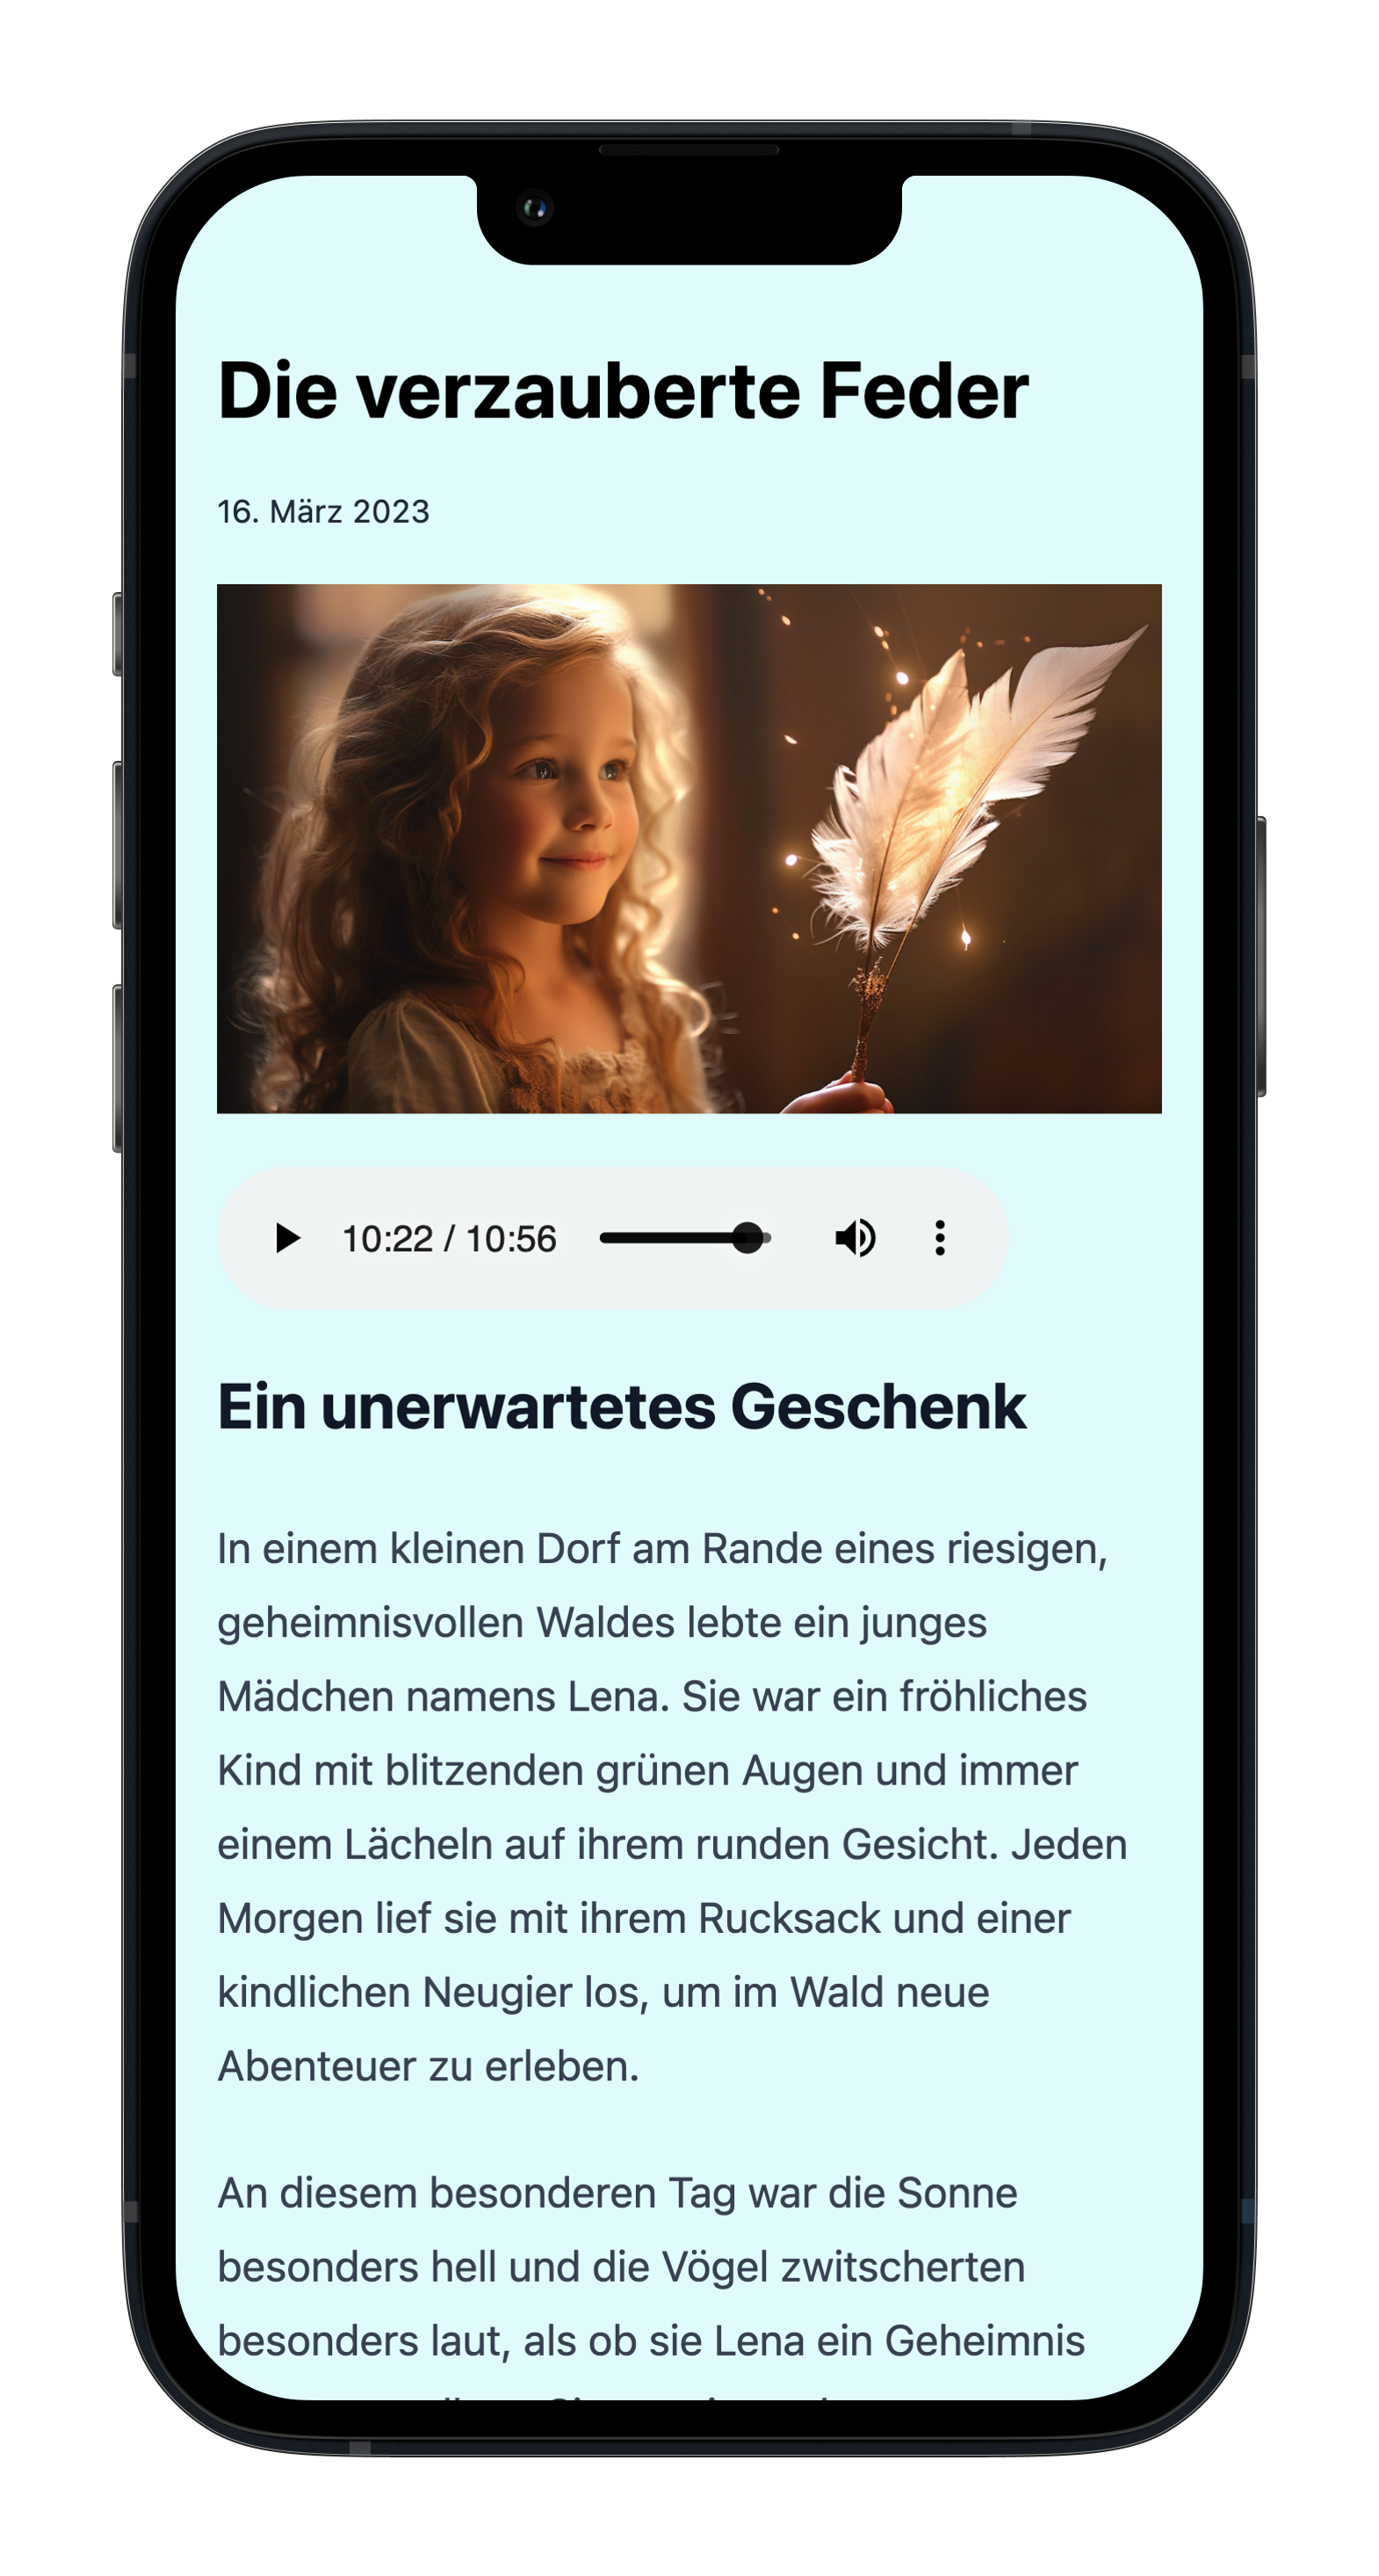 Die verzauberte Feder
16. März 2023
10:22 / 10:56
Ein unerwartetes Geschenk
In einem kleinen Dorf am Rande eines riesigen,
geheimnisvollen Waldes lebte ein junges
Mädchen namens Lena. Sie war ein fröhliches
Kind mit blitzenden grünen Augen und immer
einem Lächeln auf ihrem runden Gesicht. Jeden
Morgen lief sie mit ihrem Rucksack und einer
kindlichen Neugier los, um im Wald neue
Abenteuer zu erleben.
An diesem besonderen Tag war die Sonne
besonders hell und die Vögel zwitscherten
besonders laut, als ob sie Lena ein Geheimnis